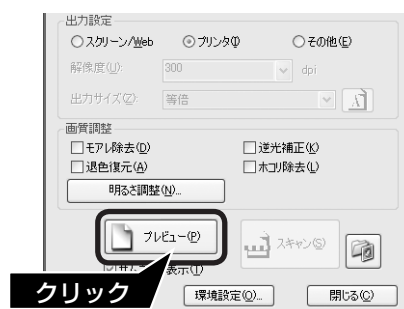 出力設定
スクリーン/Web プリンタ(I) その他(E)
解像度(U): 300 dpi
出力サイズ(Z): 等倍
画質調整
モアレ除去(D) 逆光補正(K)
退色復元(A) ホコリ除去(L)
明るさ調整(N)...
プレビュー(P) スキャン(S)
表示(T)
クリック 環境設定(O)... 閉じる(C)